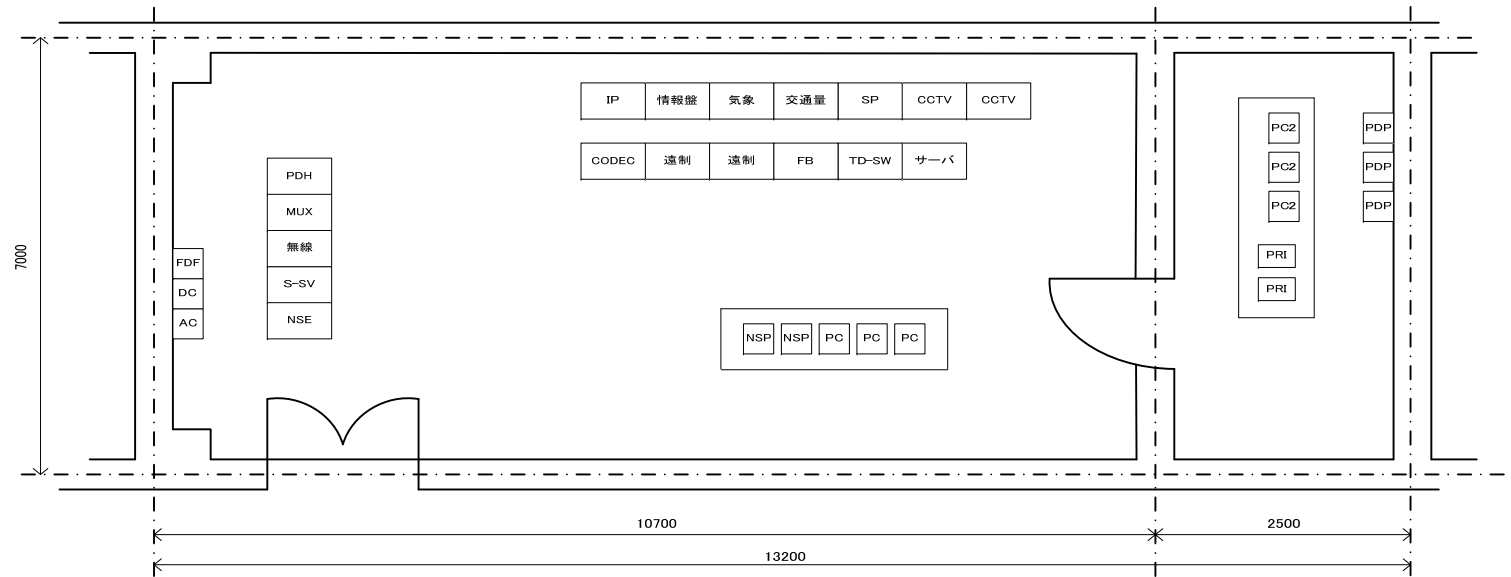 IP 情報盤 気象 交通量 SP CCTV CCTV
CODEC 遠制 遠制 FB TD-SW サーバ
PDH
MUX
無線
S-SV
NSE
FDF
DC
AC
7000
NSP NSP PC PC PC
PC2
PC2
PC2
PRI
PRI
PDP
PDP
PDP
10700
2500
13200